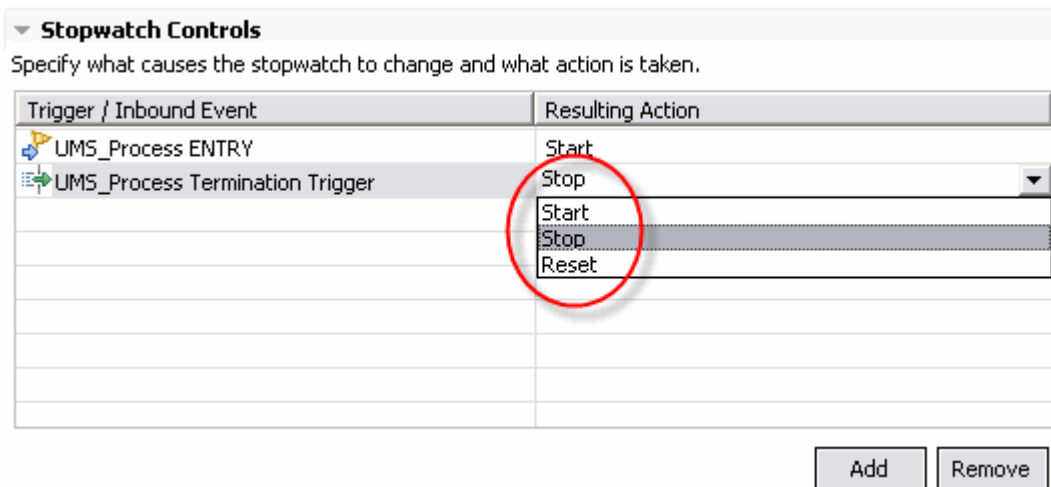 Stopwatch Controls
Specify what causes the stopwatch to change and what action is taken.
Trigger / Inbound Event Resulting Action
UMS_Process ENTRY Start
UMS_Process Termination Trigger Stop
Start
Stop
Reset
Add Remove